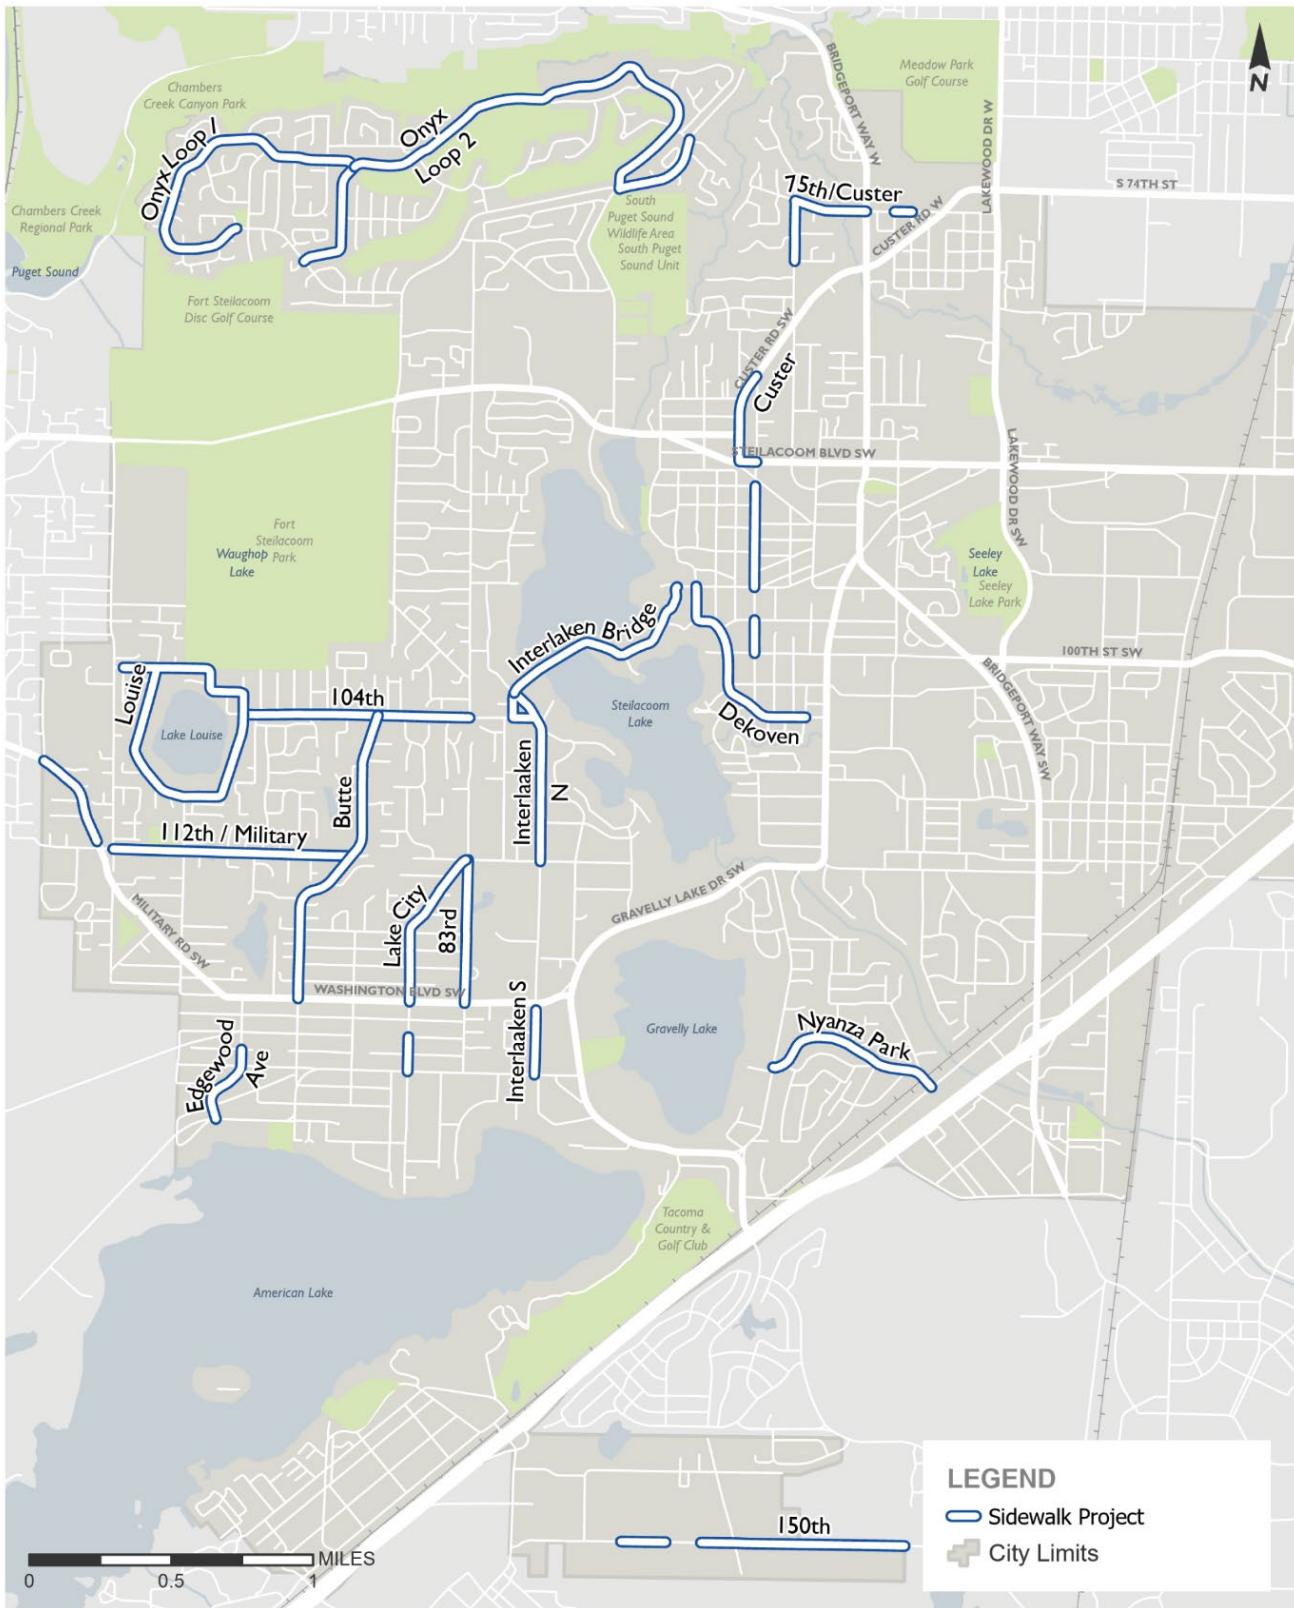 N
Meadow Park
Golf Course
BRIDGEPORT WAY W
Chambers
Creek Canyon Park
LAKEWOOD DR W
Onyx Loop 1
Onyx
Loop 2
75th/Custer
S 74TH ST
CUSTER RD W
Chambers Creek
Regional Park
South
Puget Sound
Wildlife Area
South Puget
Sound Unit
Puget Sound
Fort Steilacoom
Disc Golf Course
CUSTER RD SW
Custer
STEILACOOM BLVD SW
LAKEWOOD DR SW
Fort
Steilacoom
Park
Waughop
Lake
Seeley
Lake
Seeley
Lake Park
Interlaken Bridge
100TH ST SW
BRIDGEPORT WAY SW
Louise
104th
Steilacoom
Lake
Dekoven
Lake Louise
Butte
Interlaaken
N
112th / Military
MILITARY RD SW
Lake City
83rd
GRAVELLY LAKE DR SW
WASHINGTON BLVD SW
Interlaaken S
Gravelly Lake
Nyanza Park
Edgewood
Ave
Tacoma
Country &
Golf Club
American Lake
LEGEND
Sidewalk Project
City Limits
150th
MILES
0
0.5
1